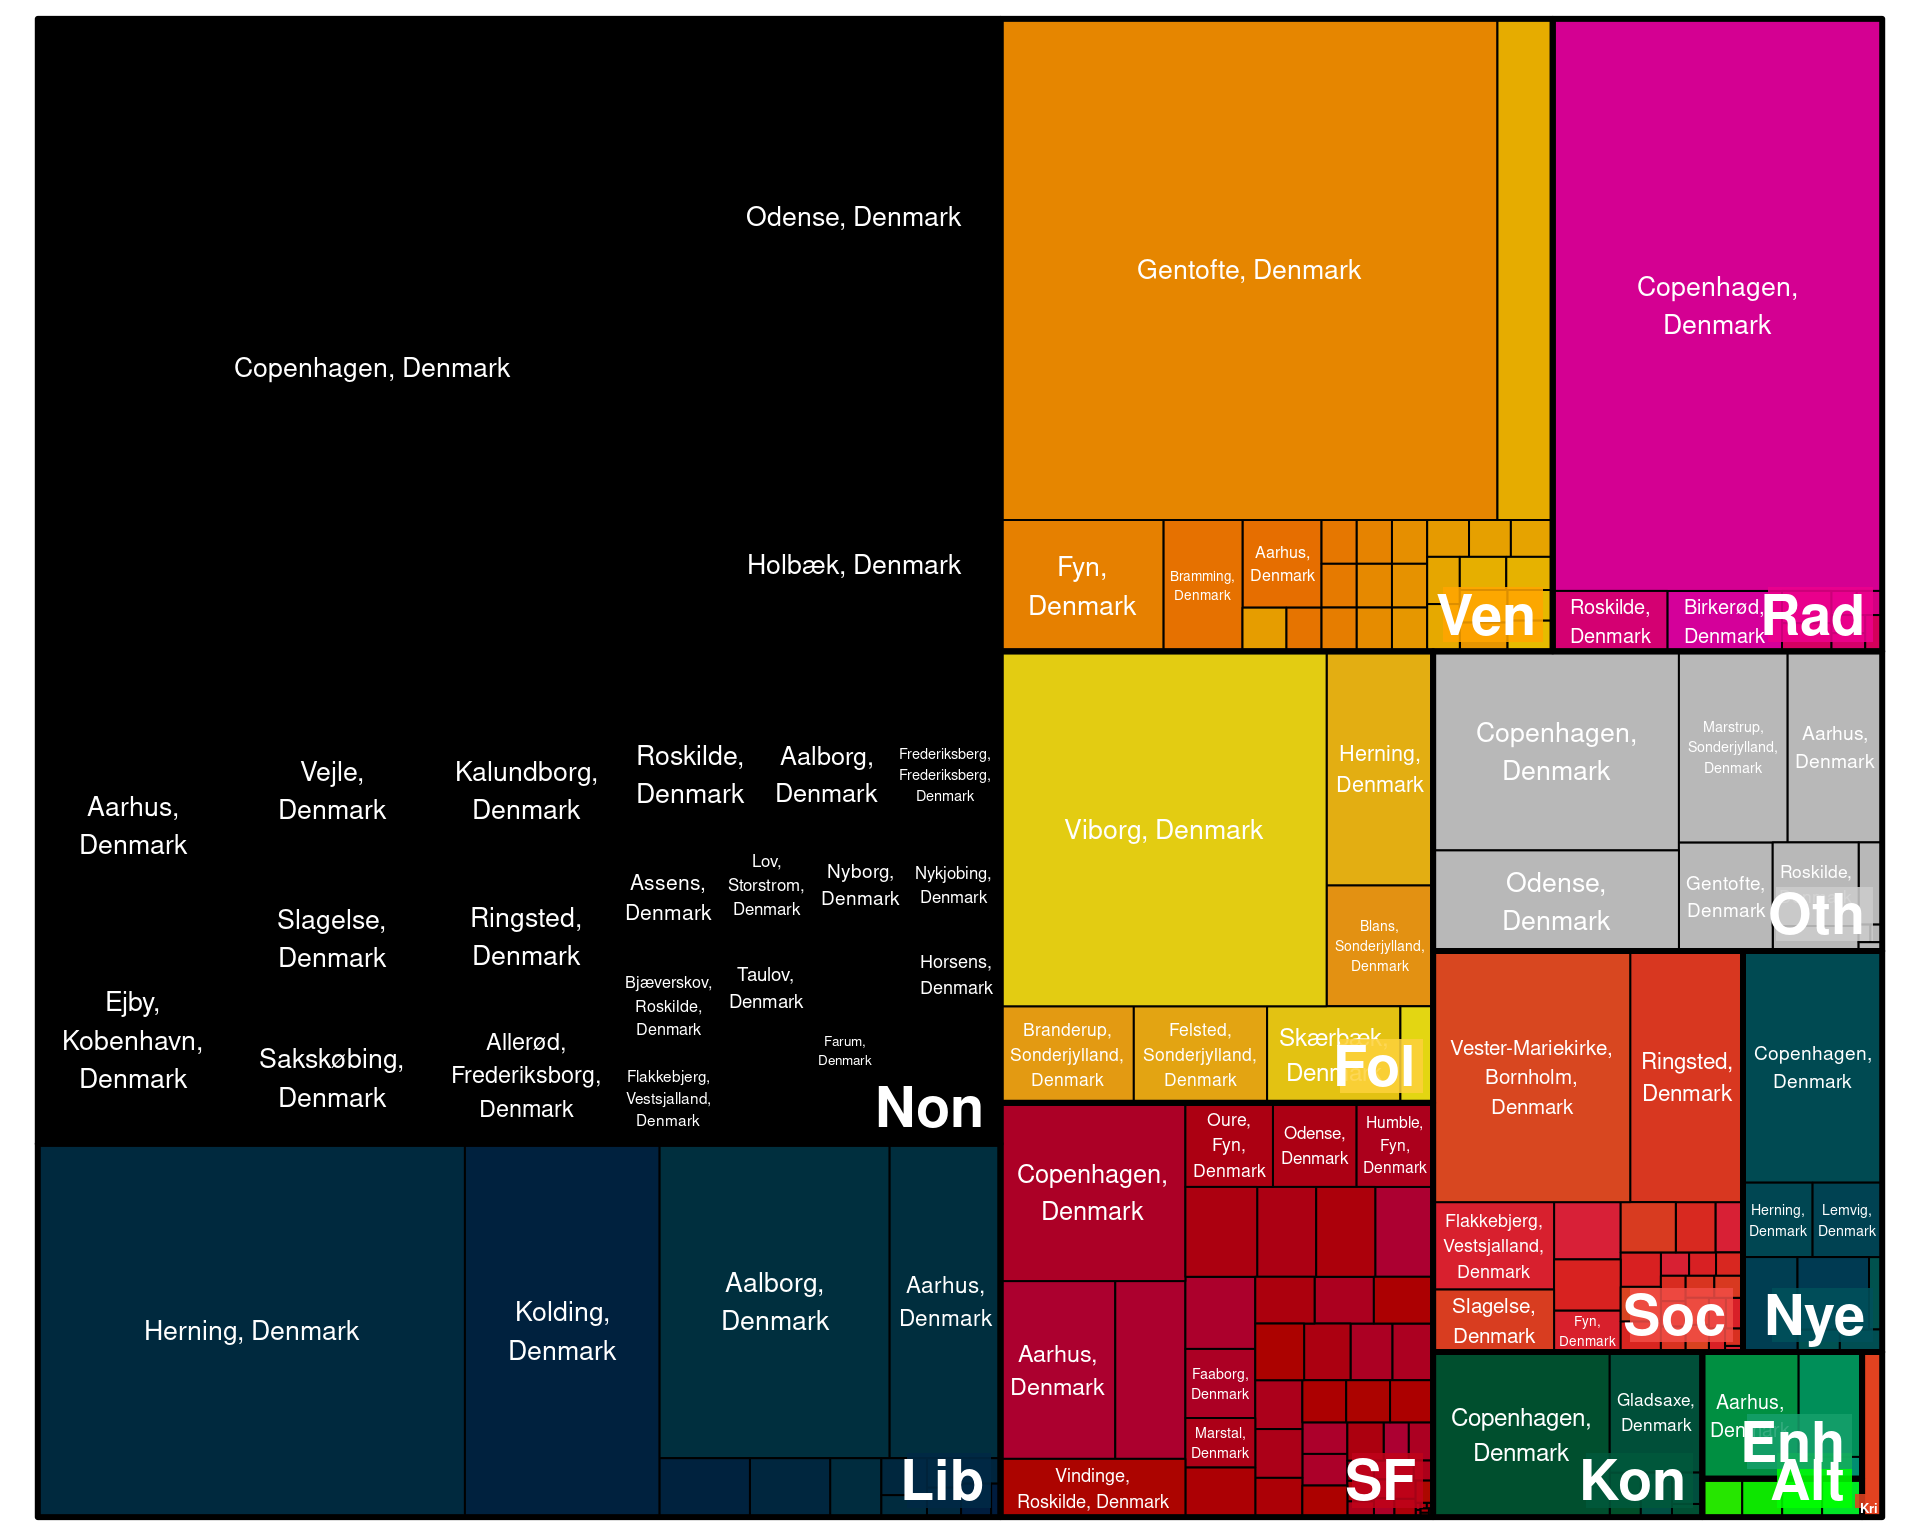 Copenhagen, Denmark
Odense, Denmark
Holbæk, Denmark
Aarhus,
Denmark
Ejby,
Kobenhavn,
Denmark
Vejle,
Denmark
Slagelse,
Denmark
Sakskøbing,
Denmark
Kalundborg,
Denmark
Ringsted,
Denmark
Allerød,
Frederiksborg,
Denmark
Roskilde,
Denmark
Aalborg,
Denmark
Frederiksberg,
Frederiksberg,
Denmark
Assens,
Denmark
Lov,
Storstrom,
Denmark
Nyborg,
Denmark
Nykjobing,
Denmark
Bjæverskov,
Roskilde,
Denmark
Taulov,
Denmark
Horsens,
Denmark
Flakkebjerg,
Vestsjalland,
Denmark
Farum,
Denmark
Non
Herning, Denmark
Kolding,
Denmark
Aalborg,
Denmark
Aarhus,
Denmark
Lib
Gentofte, Denmark
Fyn,
Denmark
Bramming,
Denmark
Aarhus,
Denmark
Ven
Copenhagen,
Denmark
Roskilde,
Denmark
Birkerød,
Denmark
Rad
Viborg, Denmark
Herning,
Denmark
Blans,
Sonderjylland,
Denmark
Branderup,
Sonderjylland,
Denmark
Felsted,
Sonderjylland,
Denmark
Skærbæk,
Denmark
Fol
Copenhagen,
Denmark
Odense,
Denmark
Marstrup,
Sonderjylland,
Denmark
Aarhus,
Denmark
Gentofte,
Denmark
Roskilde,
Oth
Copenhagen,
Denmark
Aarhus,
Denmark
Vindinge,
Roskilde, Denmark
Oure,
Fyn,
Denmark
Odense,
Denmark
Humble,
Fyn,
Denmark
Faaborg,
Denmark
Marstal,
Denmark
SF
Vester-Mariekirke,
Bornholm,
Denmark
Ringsted,
Denmark
Flakkebjerg,
Vestsjalland,
Denmark
Slagelse,
Denmark
Fyn,
Denmark
Soc
Copenhagen,
Denmark
Herning,
Denmark
Lemvig,
Denmark
Nye
Copenhagen,
Denmark
Gladsaxe,
Denmark
Kon
Aarhus,
Denmark
Enh
Alt
Kri